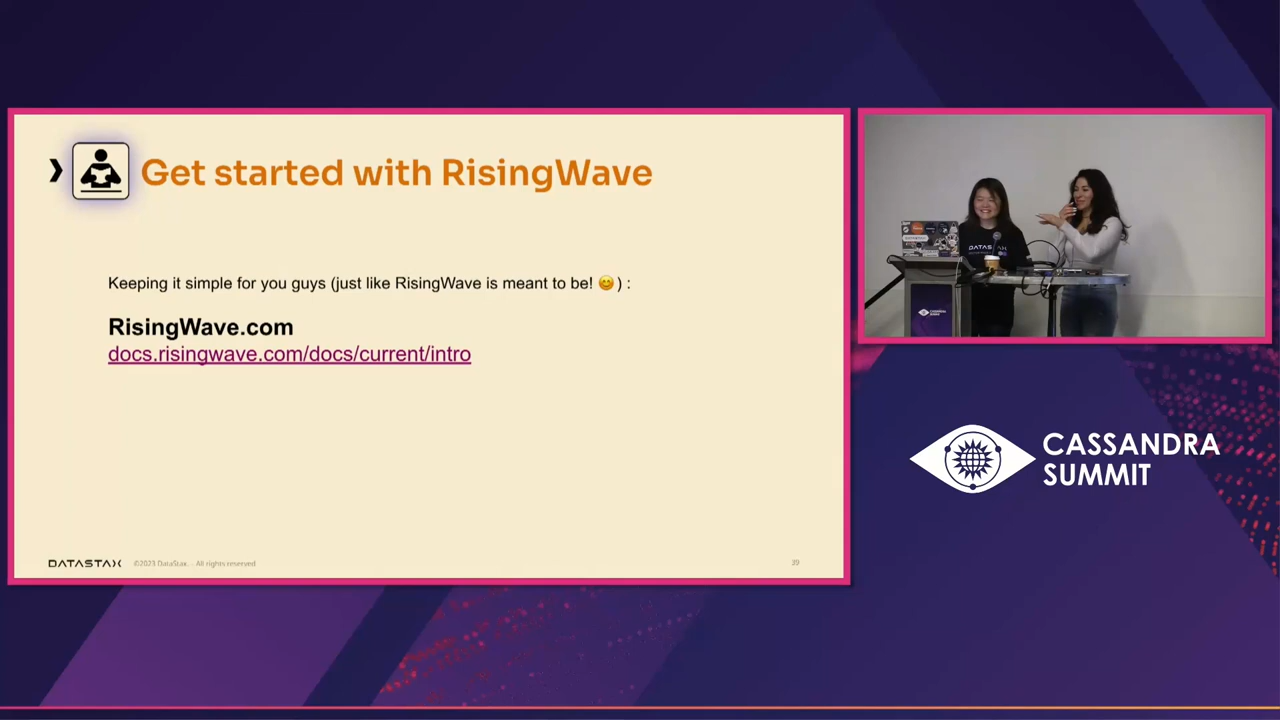 Get started with RisingWave
Keeping it simple for you guys (just like RisingWave is meant to be! 😊) :
RisingWave.com
docs.risingwave.com/docs/current/intro
DATASTAX ©2023 DataStax. - All rights reserved
DATASTAX
CASSANDRA
SUMMIT